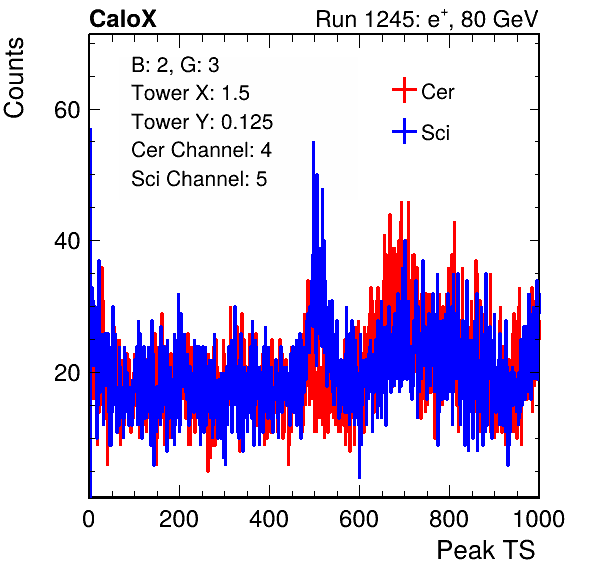 CaloX Run 1245: e+, 80 GeV
Counts
B: 2, G: 3
Tower X: 1.5
Tower Y: 0.125
Cer Channel: 4
Sci Channel: 5
Cer
Sci
60
40
20
0 200 400 600 800 1000
Peak TS